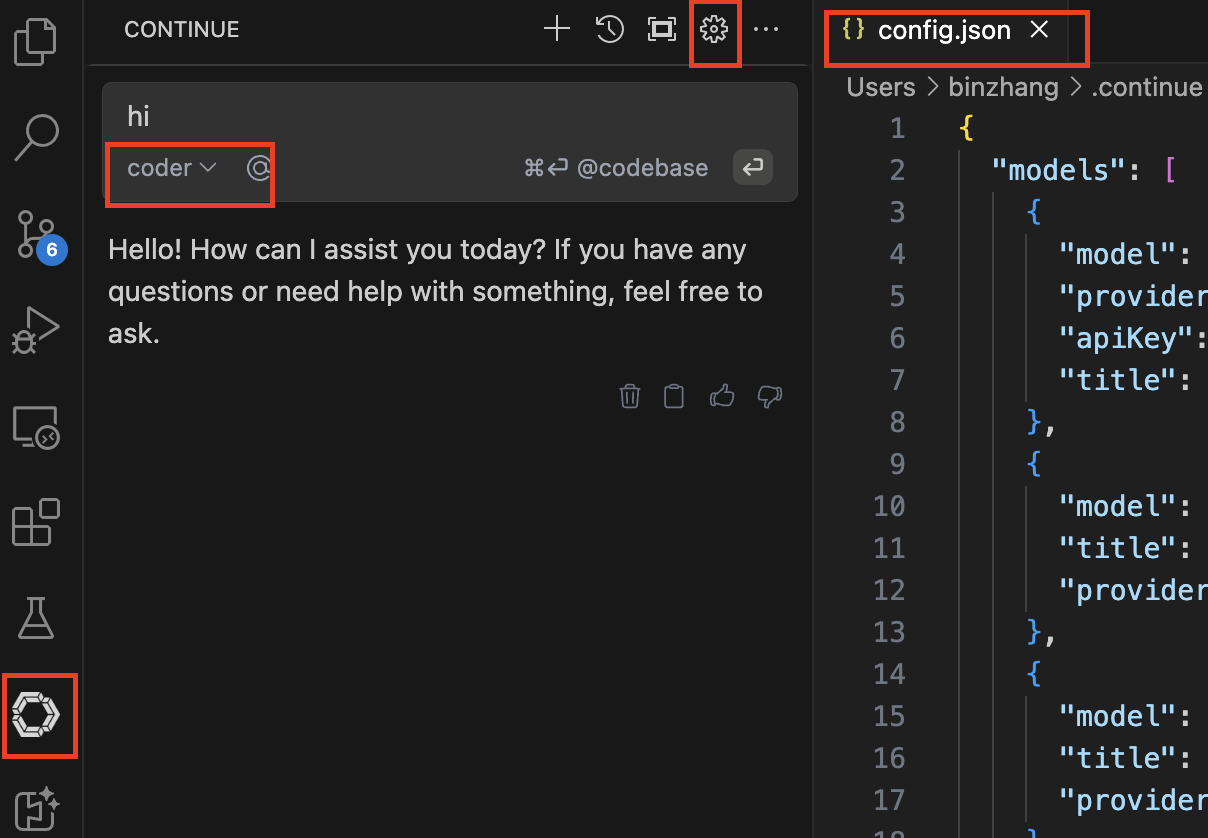 CONTINUE
hi
coder @ ⌘⏎ @codebase
Hello! How can I assist you today? If you have any
questions or need help with something, feel free to
ask.
6
{} config.json
Users > binzhang > .continue
1 {
2 "models": [
3 {
4 "model":
5 "provider
6 "apiKey":
7 "title":
8 },
9 {
10 "model":
11 "title":
12 "provider
13 },
14 {
15 "model":
16 "title":
17 "provider
18 }